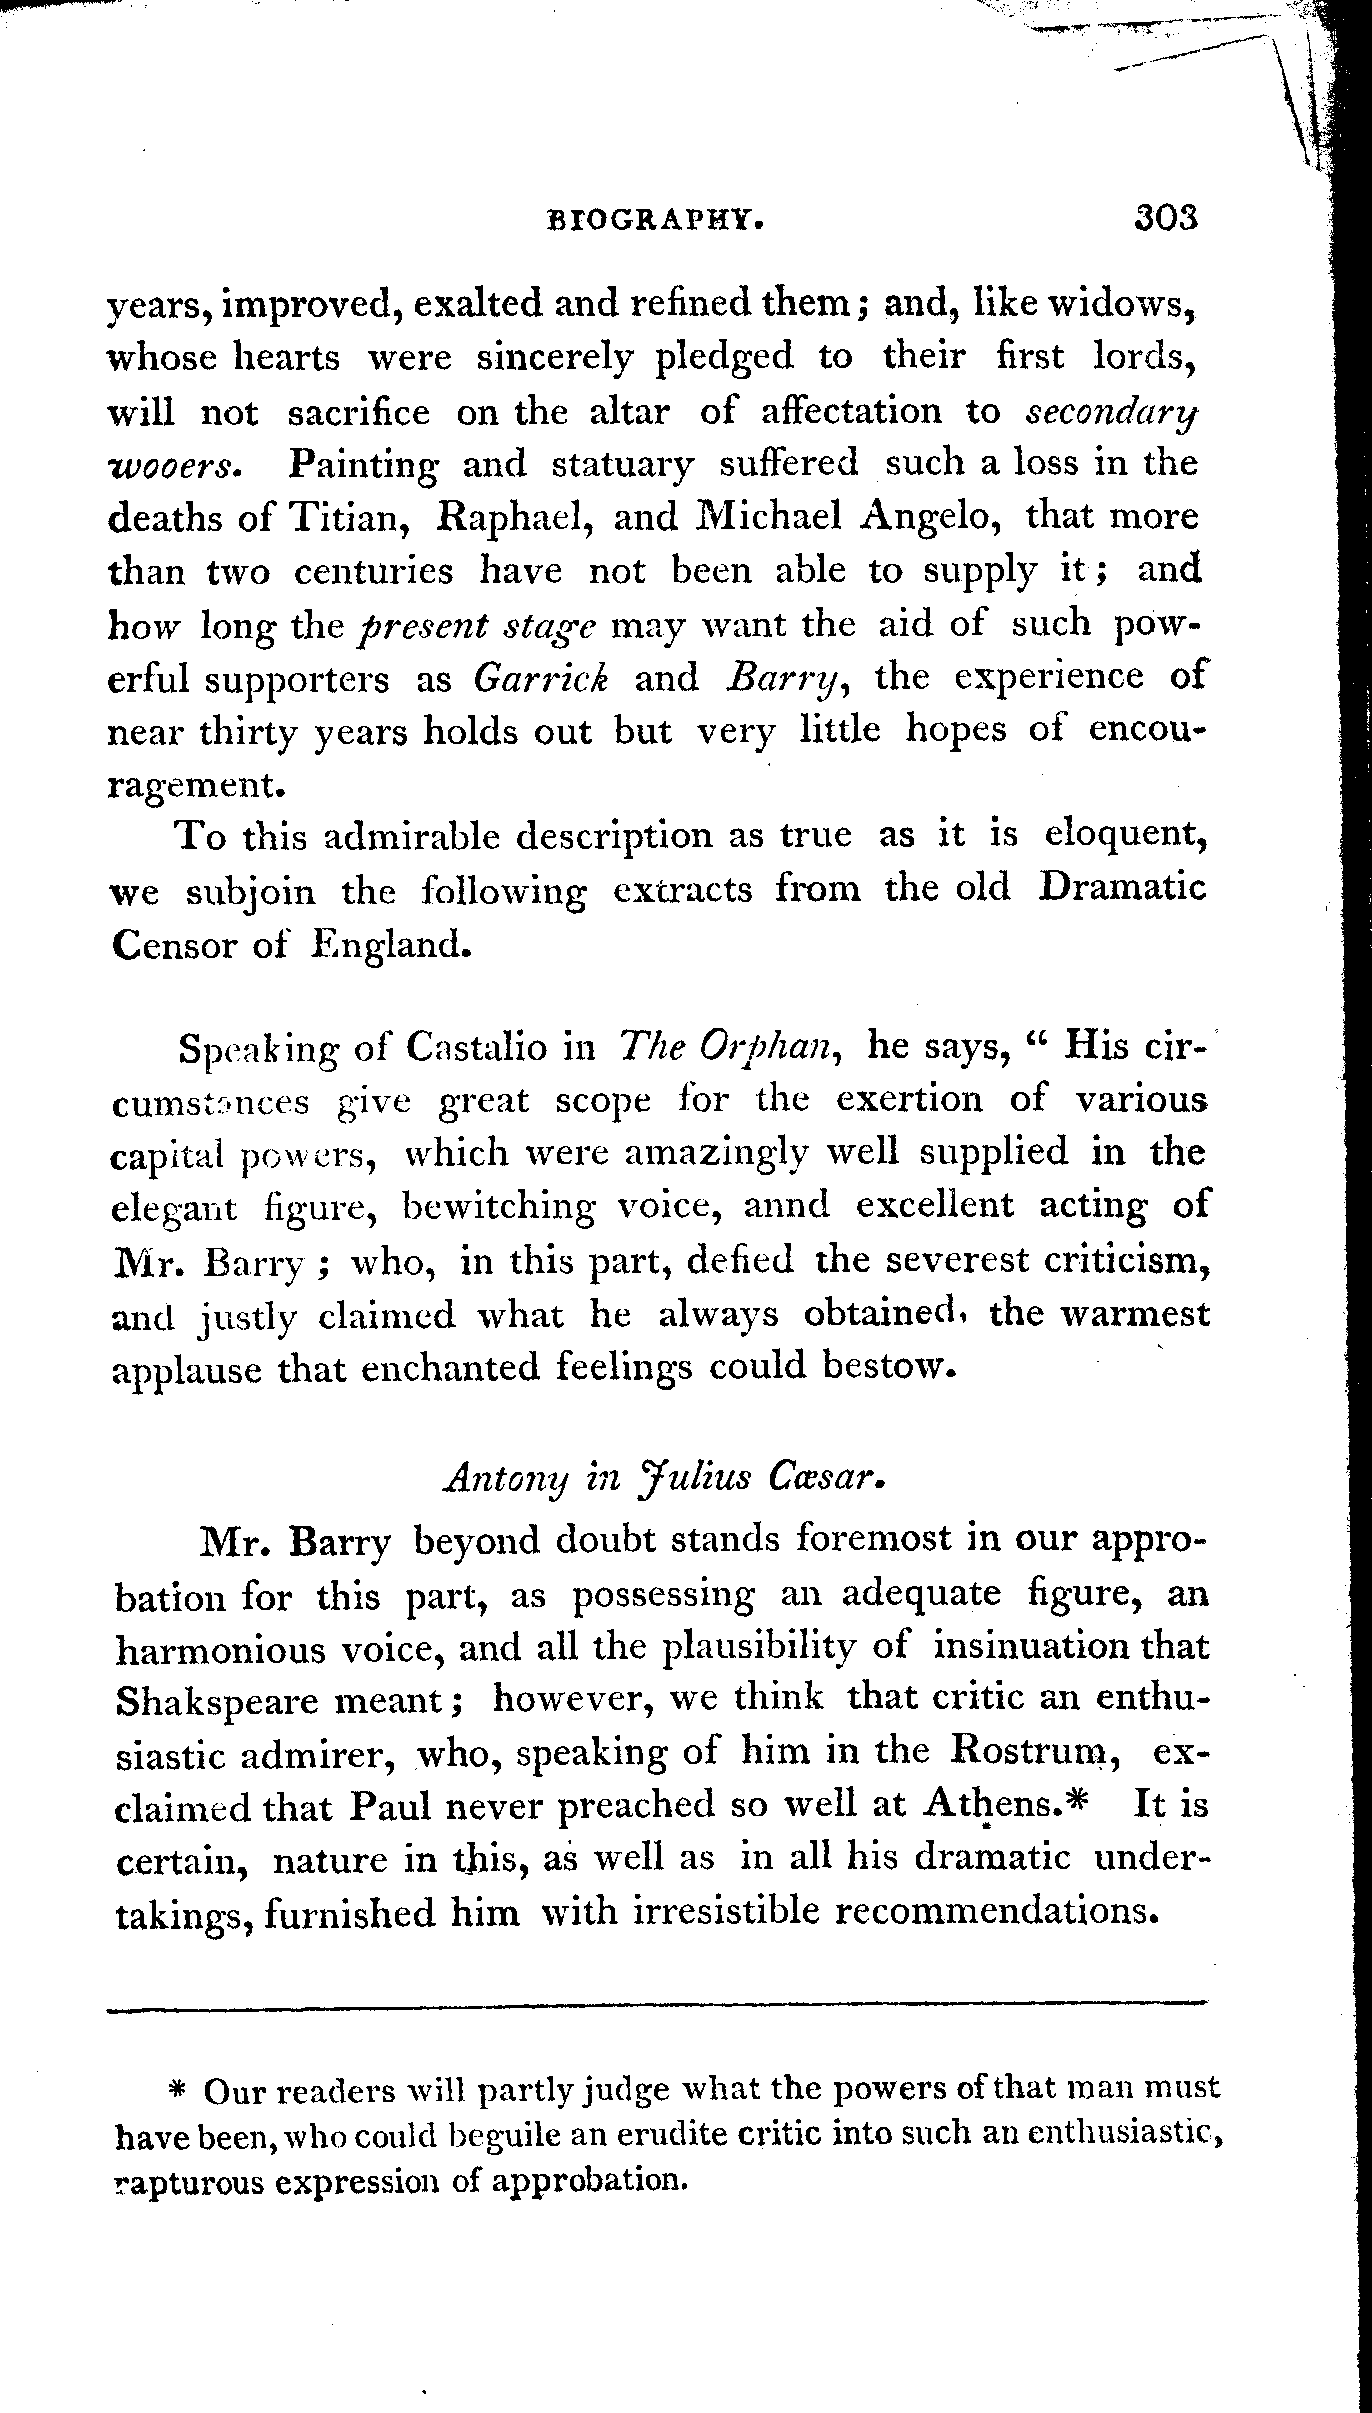 BIOGRAPHY. 303
years, improved, exalted and refined them; and, like widows,
whose hearts were sincerely pledged to their first lords,
will not sacrifice on the altar of affectation to secondary
wooers. Painting and statuary suffered such a loss in the
deaths of Titian, Raphael, and Michael Angelo, that more
than two centuries have not been able to supply it; and
how long the present stage may want the aid of such pow-
erful supporters as Garrick and Barry, the experience of
near thirty years holds out but very little hopes of encou-
ragement.
To this admirable description as true as it is eloquent,
we subjoin the following extracts from the old Dramatic
Censor of England.
Speaking of Castalio in The Orphan, he says, “ His cir-
cumstances give great scope for the exertion of various
capital powers, which were amazingly well supplied in the
elegant figure, bewitching voice, annd excellent acting of
Mr. Barry; who, in this part, defied the severest criticism,
and justly claimed what he always obtained, the warmest
applause that enchanted feelings could bestow.
Antony in Julius Cæsar.
Mr. Barry beyond doubt stands foremost in our appro-
bation for this part, as possessing an adequate figure, an
harmonious voice, and all the plausibility of insinuation that
Shakspeare meant; however, we think that critic an enthu-
siastic admirer, who, speaking of him in the Rostrum, ex-
claimed that Paul never preached so well at Athens.* It is
certain, nature in this, as well as in all his dramatic under-
takings, furnished him with irresistible recommendations.
* Our readers will partly judge what the powers of that man must
have been, who could beguile an erudite critic into such an enthusiastic,
rapturous expression of approbation.